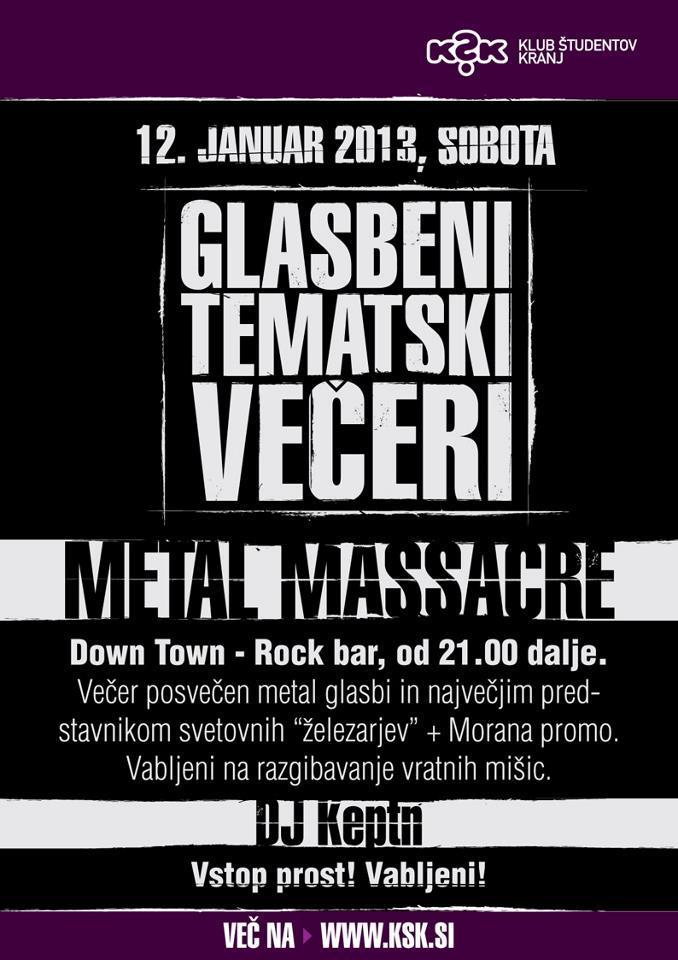 KŠK KLUB ŠTUDENTOV
KRANJ
12. JANUAR 2013, SOBOTA
GLASBENI
TEMATSKI
VEČERI
METAL MASSACRE
Down Town - Rock bar, od 21.00 dalje.
Večer posvečen metal glasbi in največjim pred-
stavnikom svetovnih “železarjev” + Morana promo.
Vabljeni na razgibavanje vratnih mišic.
DJ Keptn
Vstop prost! Vabljeni!
VEČ NA WWW.KSK.SI